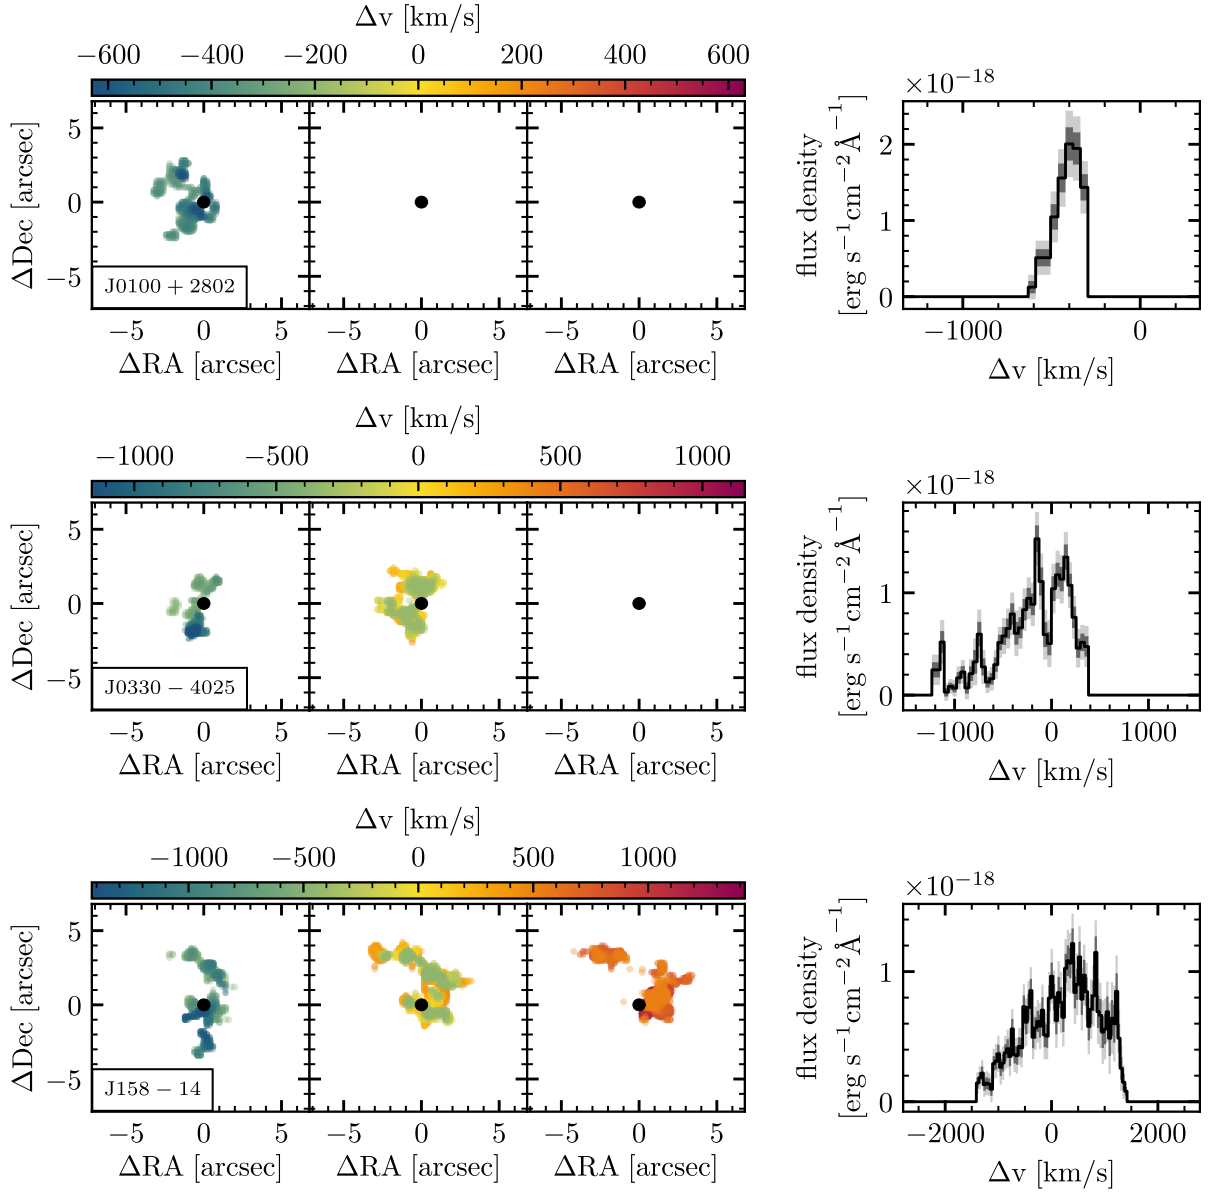 Δv [km/s]
−600 −400 −200 0 200 400 600
×10−18
5
0
−5
ΔDec [arcsec]
J0100 + 2802
−5 0 5 −5 0 5 −5 0 5
ΔRA [arcsec] ΔRA [arcsec] ΔRA [arcsec]
flux density
[erg s−1cm−2Å−1]
2
1
0
−1000 0
Δv [km/s]
Δv [km/s]
−1000 −500 0 500 1000
×10−18
5
0
−5
ΔDec [arcsec]
J0330 − 4025
−5 0 5 −5 0 5 −5 0 5
ΔRA [arcsec] ΔRA [arcsec] ΔRA [arcsec]
flux density
[erg s−1cm−2Å−1]
1
0
−1000 0 1000
Δv [km/s]
Δv [km/s]
−1000 −500 0 500 1000
×10−18
5
0
−5
ΔDec [arcsec]
J158 − 14
−5 0 5 −5 0 5 −5 0 5
ΔRA [arcsec] ΔRA [arcsec] ΔRA [arcsec]
flux density
[erg s−1cm−2Å−1]
1
0
−2000 0 2000
Δv [km/s]